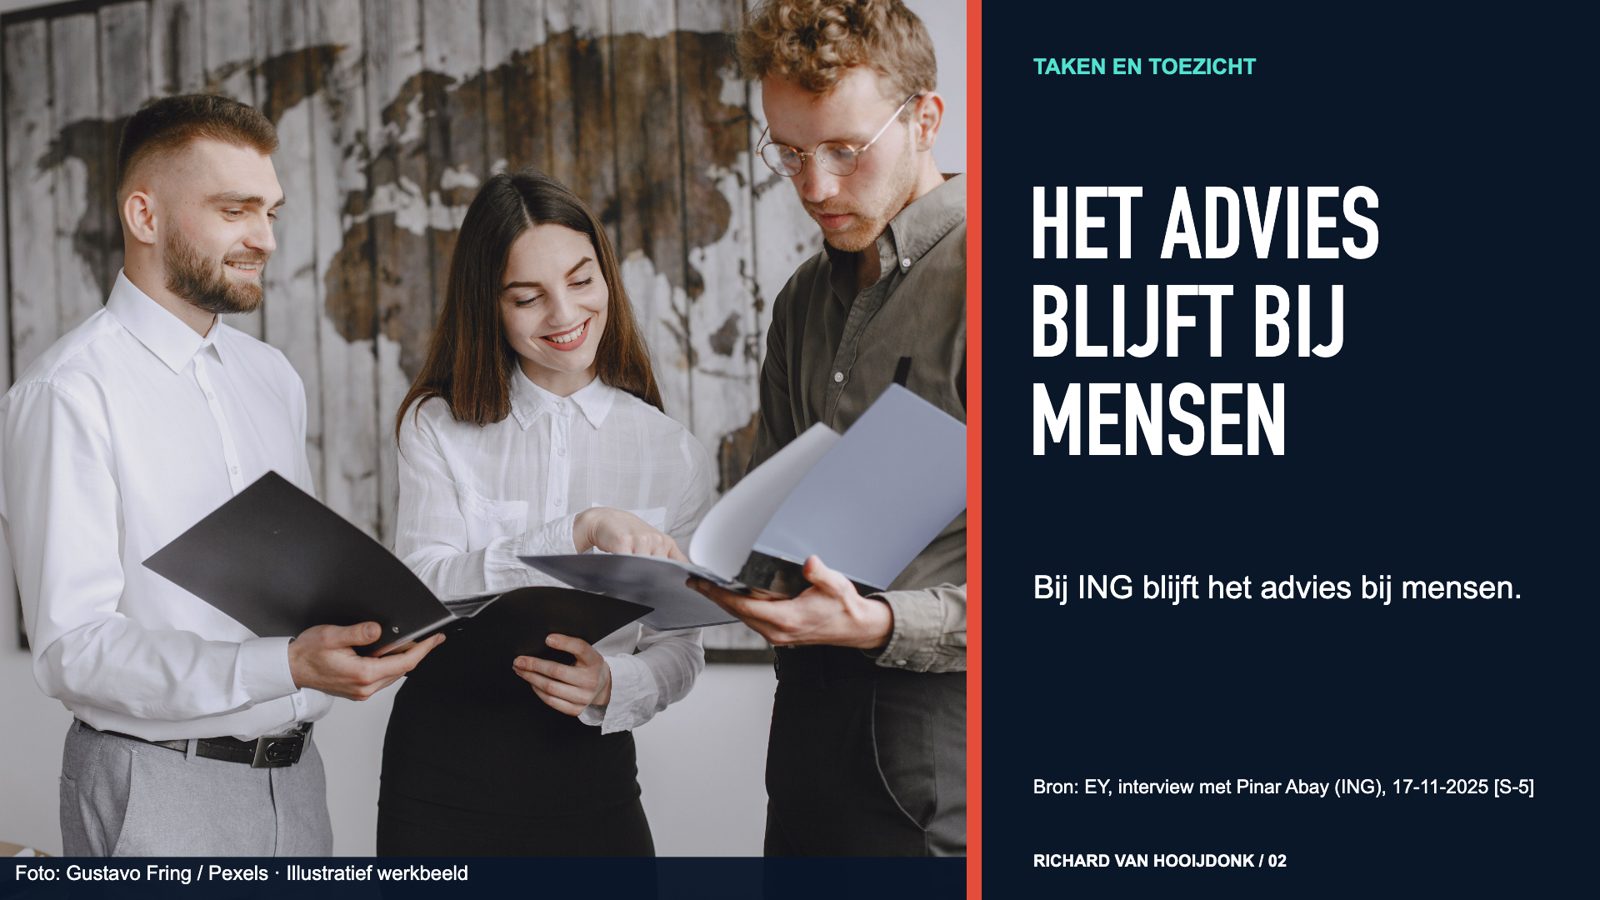 TAKEN EN TOEZICHT
HET ADVIES
BLIJFT BIJ
MENSEN
Bij ING blijft het advies bij mensen.
Bron: EY, interview met Pinar Abay (ING), 17-11-2025 [S-5]
RICHARD VAN HOOIJDONK / 02
Foto: Gustavo Fring / Pexels · Illustratief werkbeeld